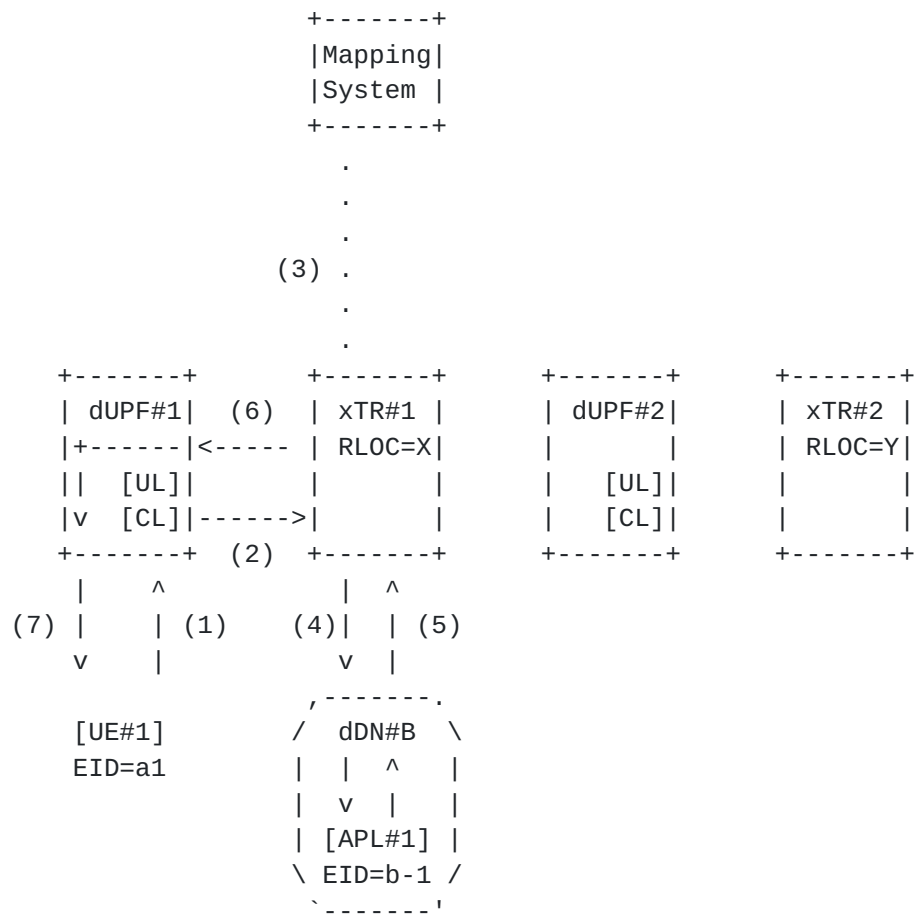 +-------+
|Mapping|
|System |
+-------+
.
.
.
(3) .
.
.
+-------+       +-------+       +-------+       +-------+
| dUPF#1|  (6)  | xTR#1 |       | dUPF#2|       | xTR#2 |
|+------|<----- | RLOC=X|       |       |       | RLOC=Y|
||  [UL]|       |       |       |   [UL]|       |       |
|v  [CL]|------>|       |       |   [CL]|       |       |
+-------+  (2)  +-------+       +-------+       +-------+
|    ^            |  ^
(7) |    | (1)    (4)|  | (5)
v    |            v  |
,-------.
[UE#1]        /  dDN#B  \
EID=a1        |  |  ^   |
|  v  |   |
| [APL#1] |
\ EID=b-1 /
`-------'